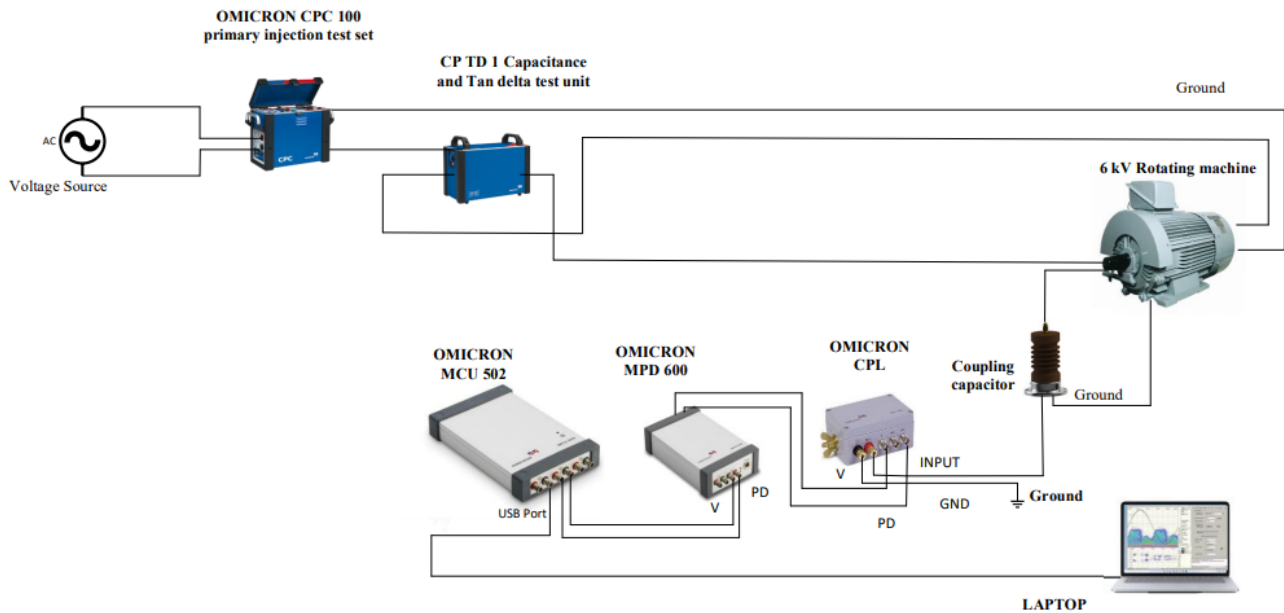 OMICRON CPC 100
primary injection test set
CP TD 1 Capacitance
and Tan delta test unit
Ground
AC
CPC
Voltage Source
6 kV Rotating machine
OMICRON
MCU 502
OMICRON
MPD 600
OMICRON
CPL
Coupling
capacitor
Ground
V
INPUT
PD
USB Port
V
GND
Ground
PD
LAPTOP